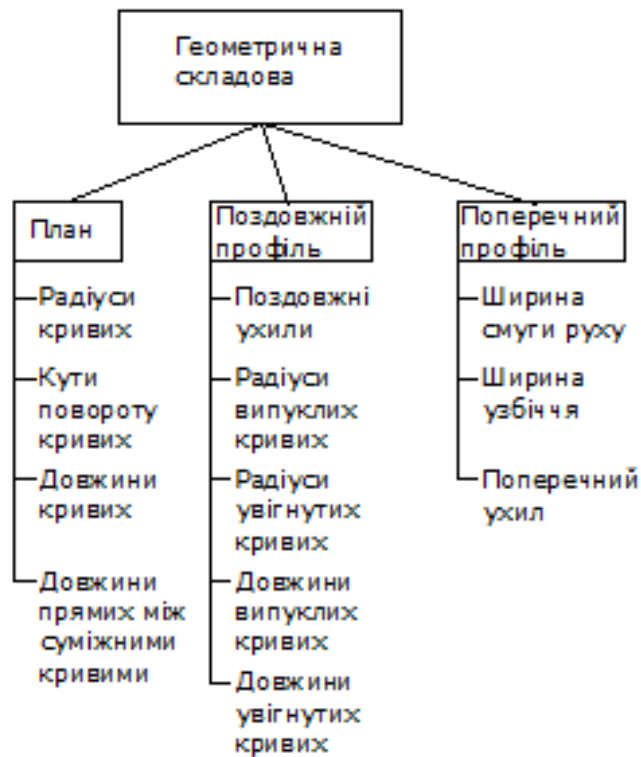 Геометрична
складова
План
Радіуси
кривих
Кути
повороту
кривих
Довжини
кривих
Довжини
прямих між
суміжними
кривими
Поздовжній
профіль
Поздовжні
ухили
Радіуси
випуклих
кривих
Радіуси
увігнутих
кривих
Довжини
випуклих
кривих
Довжини
увігнутих
кривих
Поперечний
профіль
Ширина
смуги руху
Ширина
узбіччя
Поперечний
ухил